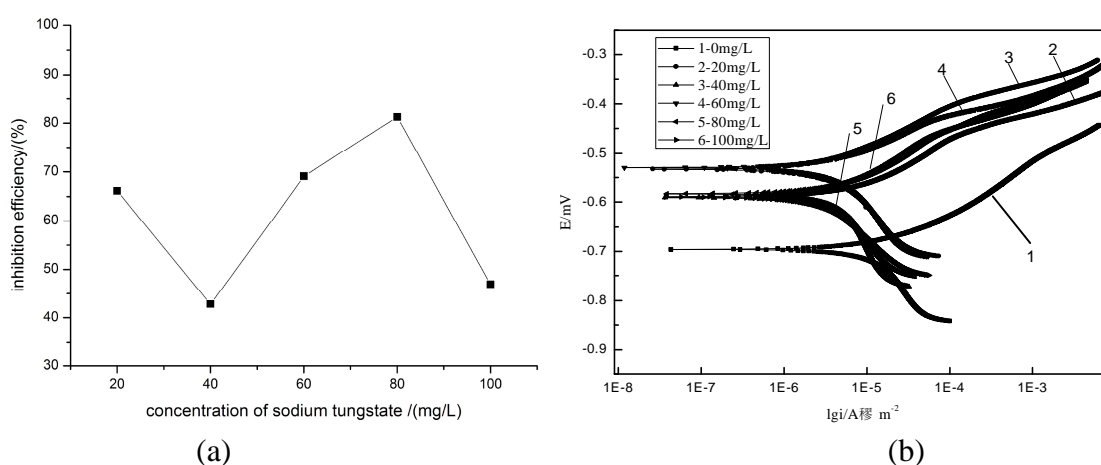 100
90
80
70
60
50
40
30
inhibition efficiency/(%)
20 40 60 80 100
concentration of sodium tungstate /(mg/L)
(a)
-0.3
-0.4
-0.5
-0.6
-0.7
-0.8
-0.9
E/mV
1-0mg/L
2-20mg/L
3-40mg/L
4-60mg/L
5-80mg/L
6-100mg/L
3
2
4
6
5
1
1E-8 1E-7 1E-6 1E-5 1E-4 1E-3
lgi/A穋 m-2
(b)